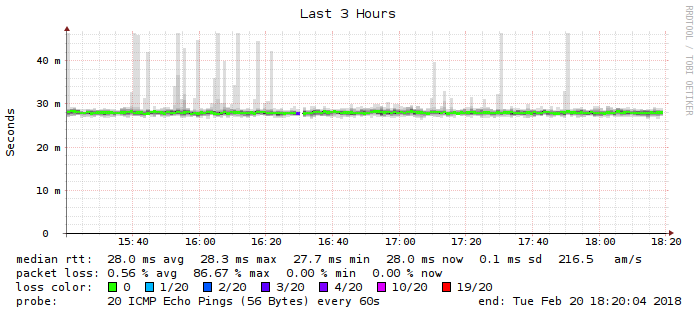 Last 3 Hours
RRDTOOL / TOBI OETIKER
Seconds
40 m
30 m
20 m
10 m
0
15:40 16:00 16:20 16:40 17:00 17:20 17:40 18:00 18:20
median rtt: 28.0 ms avg 28.3 ms max 27.7 ms min 28.0 ms now 0.1 ms sd 216.5 am/s
packet loss: 0.56 % avg 86.67 % max 0.00 % min 0.00 % now
loss color: 0 1/20 2/20 3/20 4/20 10/20 19/20
probe: 20 ICMP Echo Pings (56 Bytes) every 60s end: Tue Feb 20 18:20:04 2018